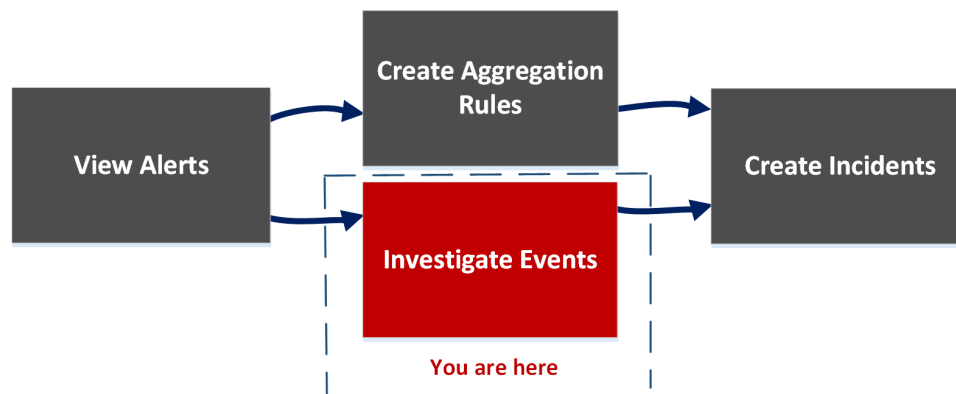 Create Aggregation
Rules
View Alerts
Create Incidents
Investigate Events
You are here